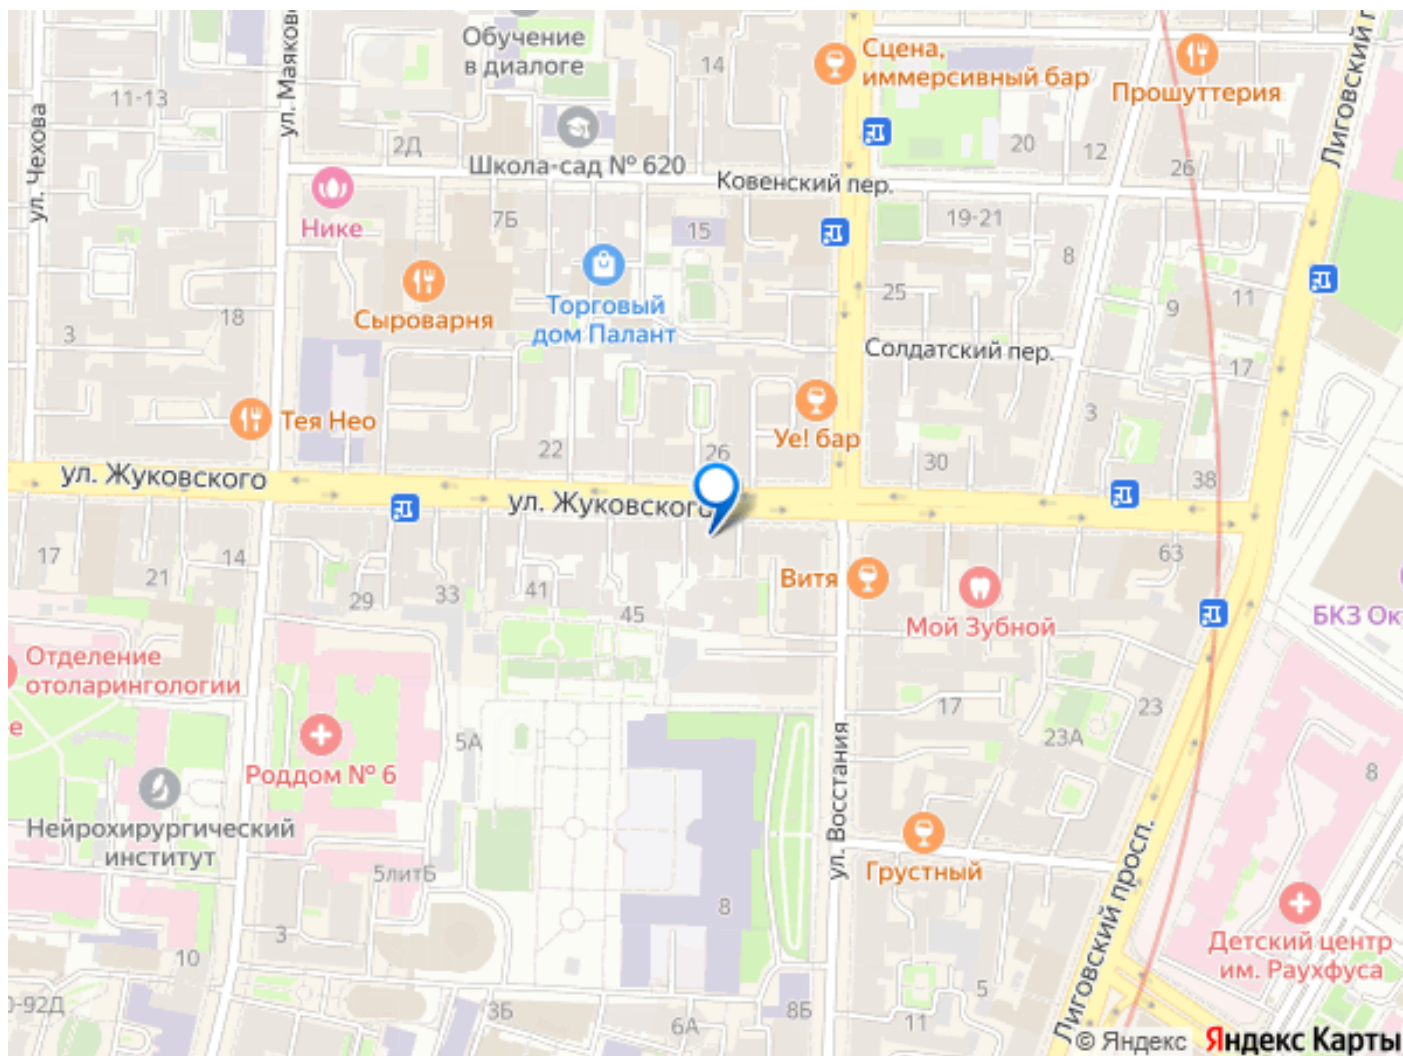 Обучение
в диалоге
14
Сцена,
иммерсивный бар
Прошуттерия
Лиговский п
11-13
ул. Маяковс
ул. Чехова
2Д
Школа-сад № 620
20
12
26
Ковенский пер.
Нике
7Б
15
19-21
8
Сыроварня
Торговый
дом Палант
25
9
11
18
3
Солдатский пер.
17
Тея Нео
22
26
Уе! бар
3
30
38
ул. Жуковского
ул. Жуковского
17
21
14
29
33
41
45
Витя
63
Мой Зубной
БКЗ Ок
Отделение
отоларингологии
е
Роддом № 6
5А
17
23
23А
8
Нейрохирургический
институт
5литБ
ул. Восстания
Грустный
Лиговский просп.
8
3
10
0-92Д
3Б
6А
8Б
11
5
Детский центр
им. Раухфуса
© Яндекс Яндекс Карты